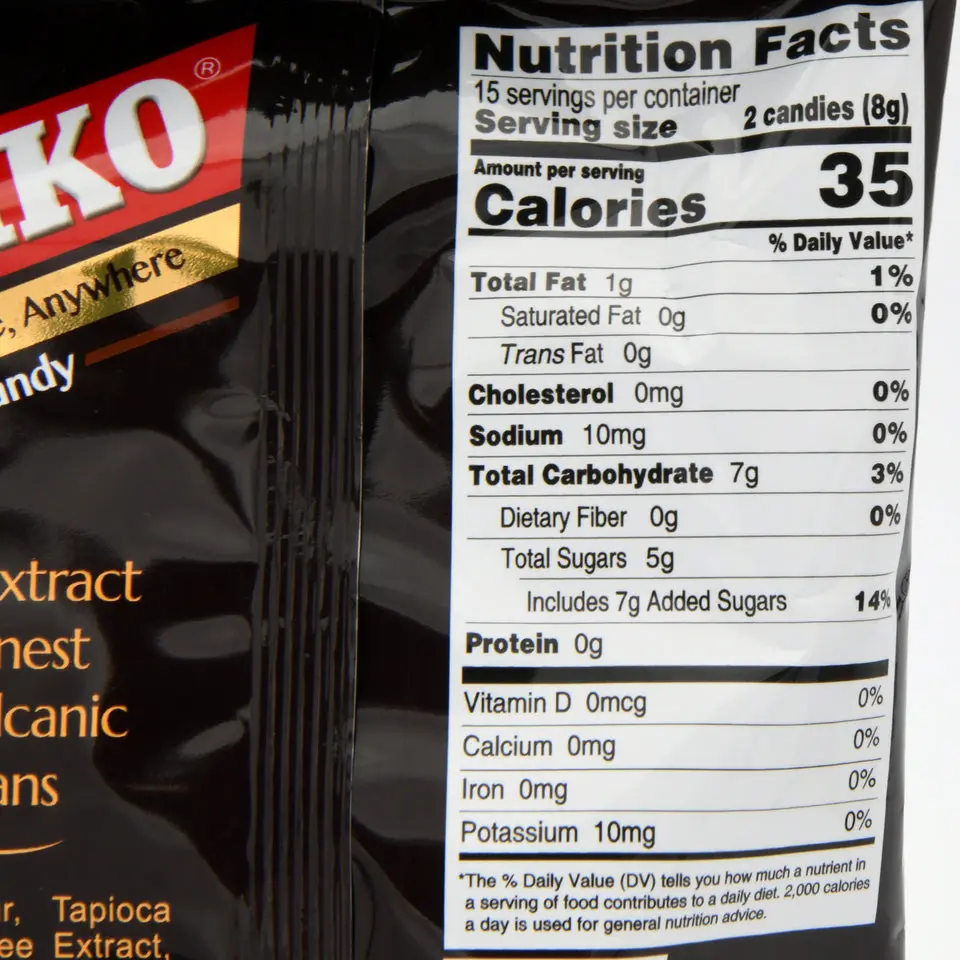 KO®
, Anywhere
andy
xtract
nest
lcanic
ans
r, Tapioca
ee Extract,
Nutrition Facts
15 servings per container
Serving size 2 candies (8g)
Amount per serving
Calories 35
% Daily Value*
Total Fat 1g 1%
Saturated Fat 0g 0%
Trans Fat 0g
Cholesterol 0mg 0%
Sodium 10mg 0%
Total Carbohydrate 7g 3%
Dietary Fiber 0g 0%
Total Sugars 5g
Includes 7g Added Sugars 14%
Protein 0g
Vitamin D 0mcg 0%
Calcium 0mg 0%
Iron 0mg 0%
Potassium 10mg 0%
*The % Daily Value (DV) tells you how much a nutrient in
a serving of food contributes to a daily diet. 2,000 calories
a day is used for general nutrition advice.